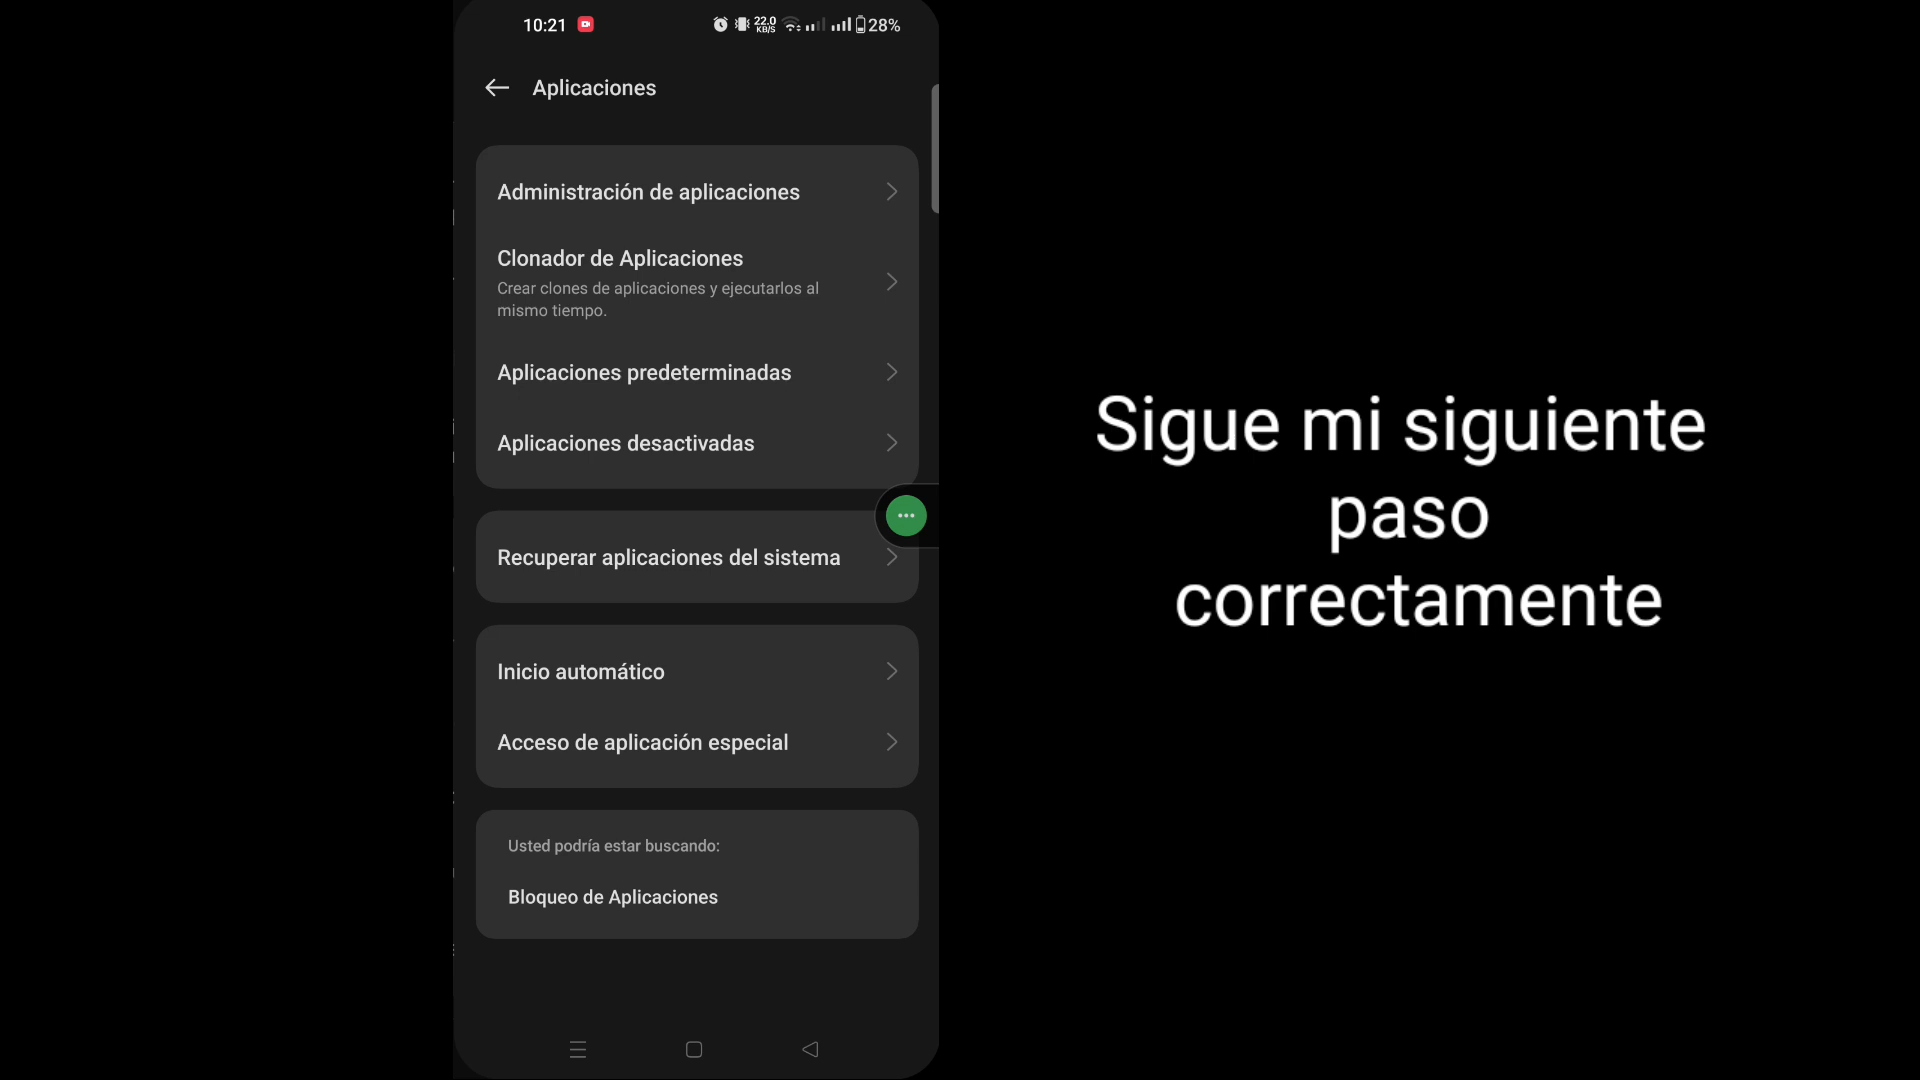 10:21
22.0
KB/S
28%
Aplicaciones
Administración de aplicaciones
Clonador de Aplicaciones
Crear clones de aplicaciones y ejecutarlos al
mismo tiempo.
Aplicaciones predeterminadas
Aplicaciones desactivadas
Recuperar aplicaciones del sistema
Inicio automático
Acceso de aplicación especial
Usted podría estar buscando:
Bloqueo de Aplicaciones
Sigue mi siguiente
paso
correctamente